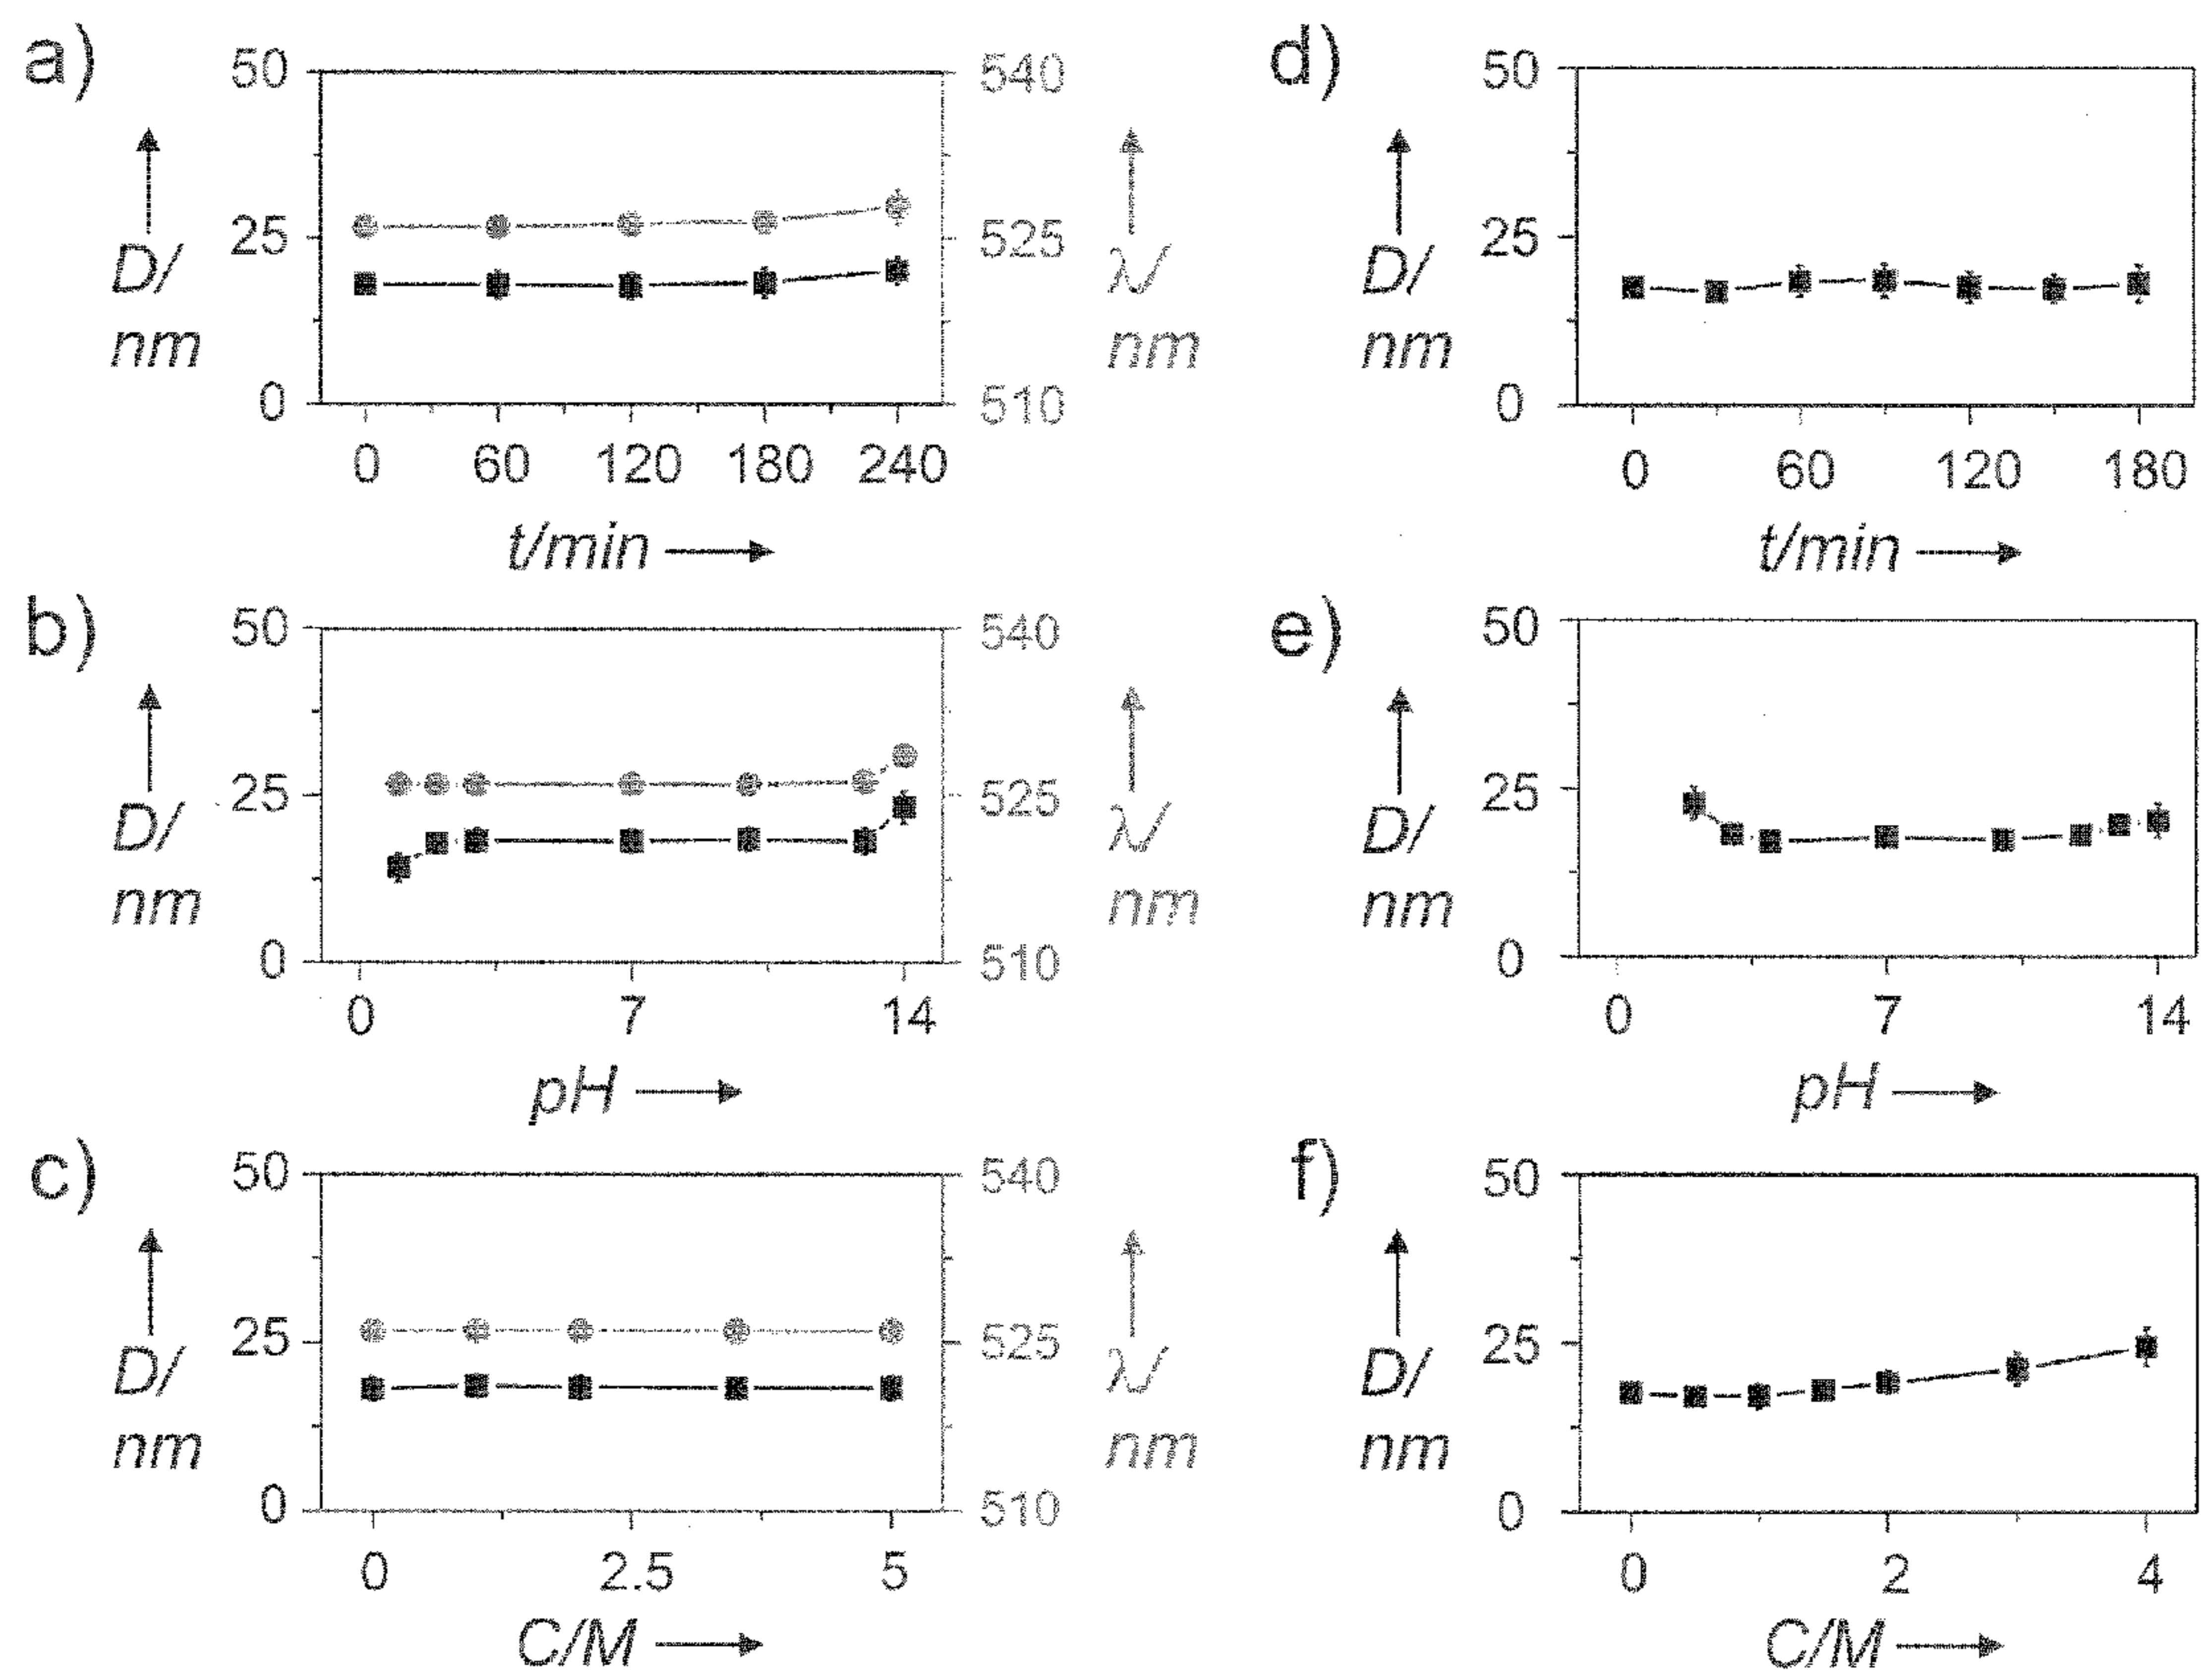 a)
50
25
0
D/
nm
540
525
510
λ/
nm
0 60 120 180 240
t/min
b)
50
25
0
D/
nm
540
525
510
λ/
nm
0 7 14
pH
c)
50
25
0
D/
nm
540
525
510
λ/
nm
0 2.5 5
C/M
d)
50
25
0
D/
nm
0 60 120 180
t/min
e)
50
25
0
D/
nm
0 7 14
pH
f)
50
25
0
D/
nm
0 2 4
C/M